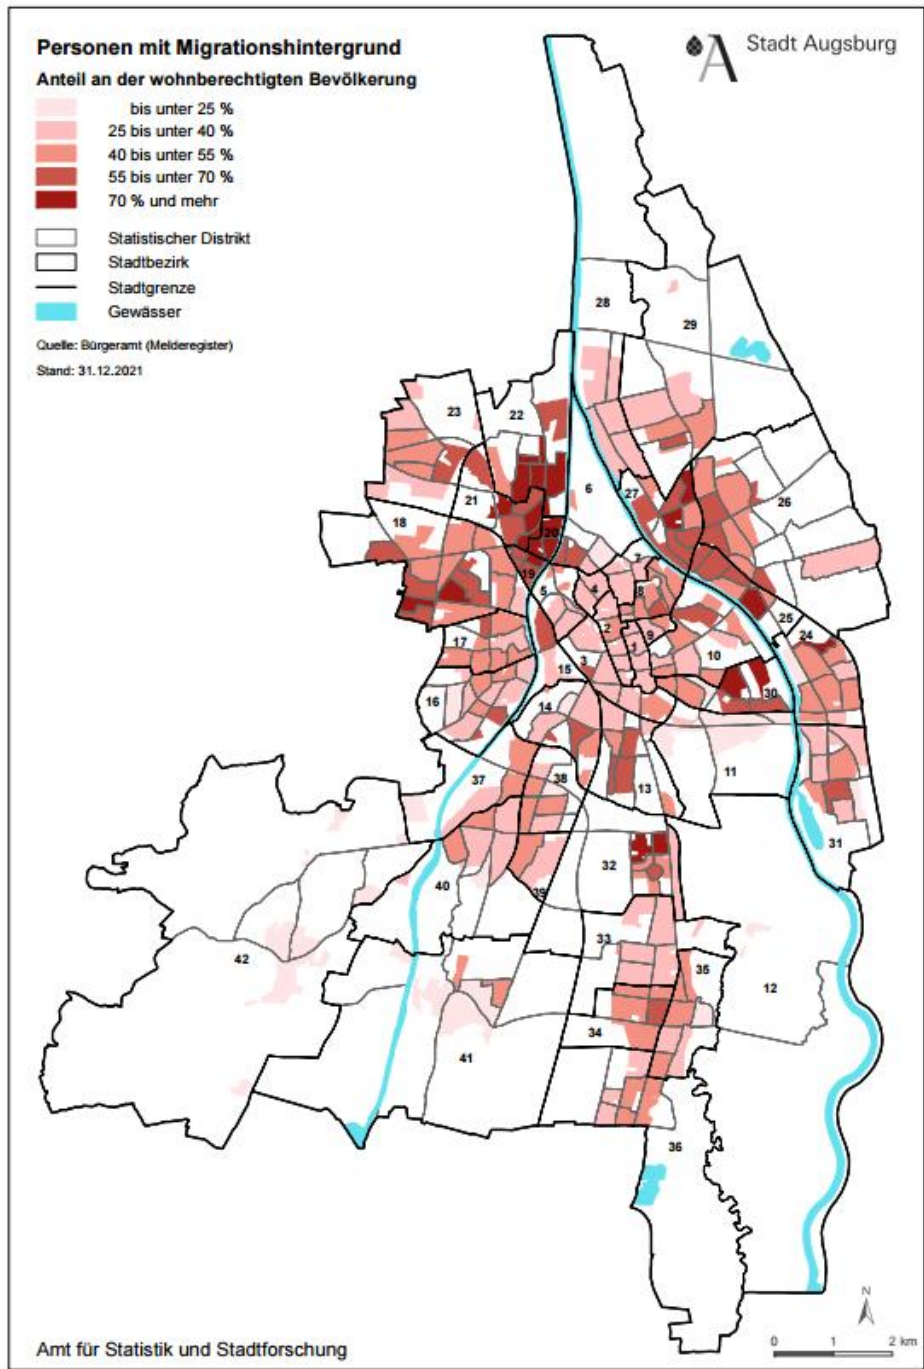 Personen mit Migrationshintergrund
Anteil an der wohnberechtigten Bevölkerung
bis unter 25 %
25 bis unter 40 %
40 bis unter 55 %
55 bis unter 70 %
70 % und mehr
Statistischer Distrikt
Stadtbezirk
Stadtgrenze
Gewässer
Quelle: Bürgeramt (Melderegister)
Stand: 31.12.2021
A Stadt Augsburg
28
29
23
22
6
27
26
21
18
20
7
19
5
4
8
25
24
2
9
17
1
10
3
15
30
16
14
11
37
38
13
31
32
40
39
33
42
35
12
34
41
36
N
0 1 2 km
Amt für Statistik und Stadtforschung